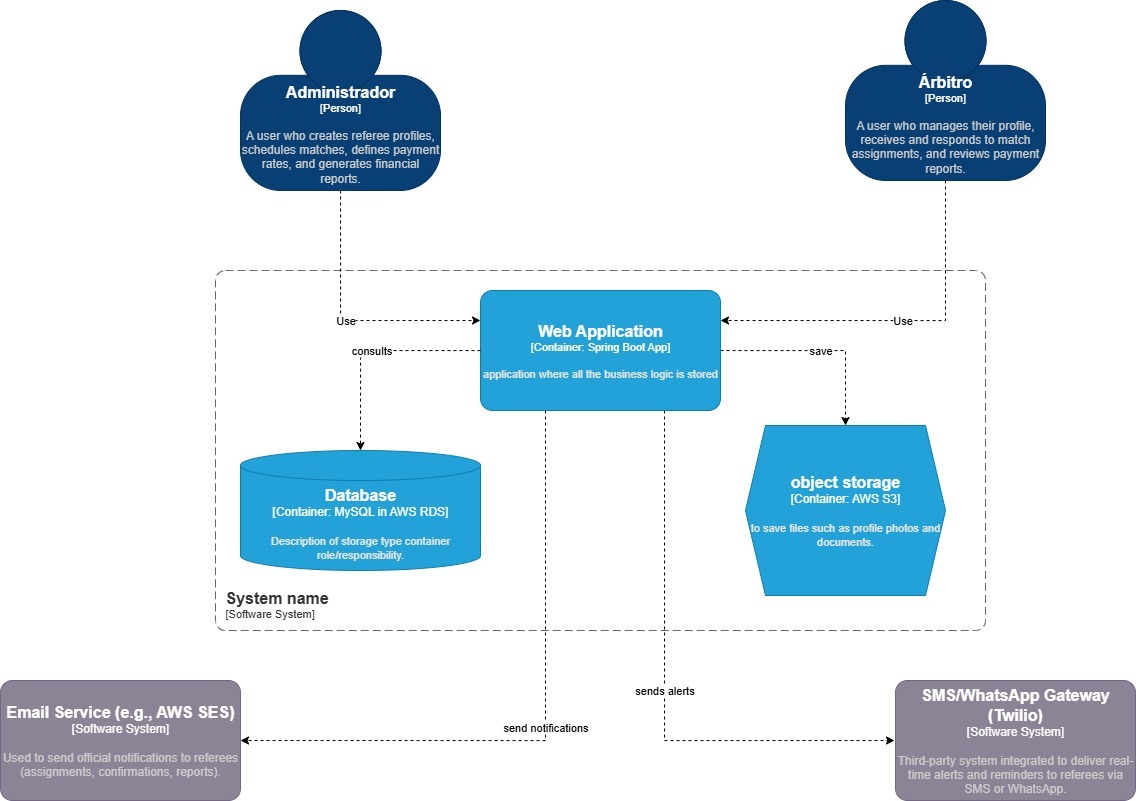 Administrador
[Person]
A user who creates referee profiles,
schedules matches, defines payment
rates, and generates financial
reports.
Árbitro
[Person]
A user who manages their profile,
receives and responds to match
assignments, and reviews payment
reports.
Use
Use
Web Application
[Container: Spring Boot App]
application where all the business logic is stored
consults
save
Database
[Container: MySQL in AWS RDS]
Description of storage type container
role/responsibility.
object storage
[Container: AWS S3]
to save files such as profile photos and
documents.
System name
[Software System]
sends alerts
send notifications
Email Service (e.g., AWS SES)
[Software System]
Used to send official notifications to referees
(assignments, confirmations, reports).
SMS/WhatsApp Gateway
(Twilio)
[Software System]
Third-party system integrated to deliver real-
time alerts and reminders to referees via
SMS or WhatsApp.